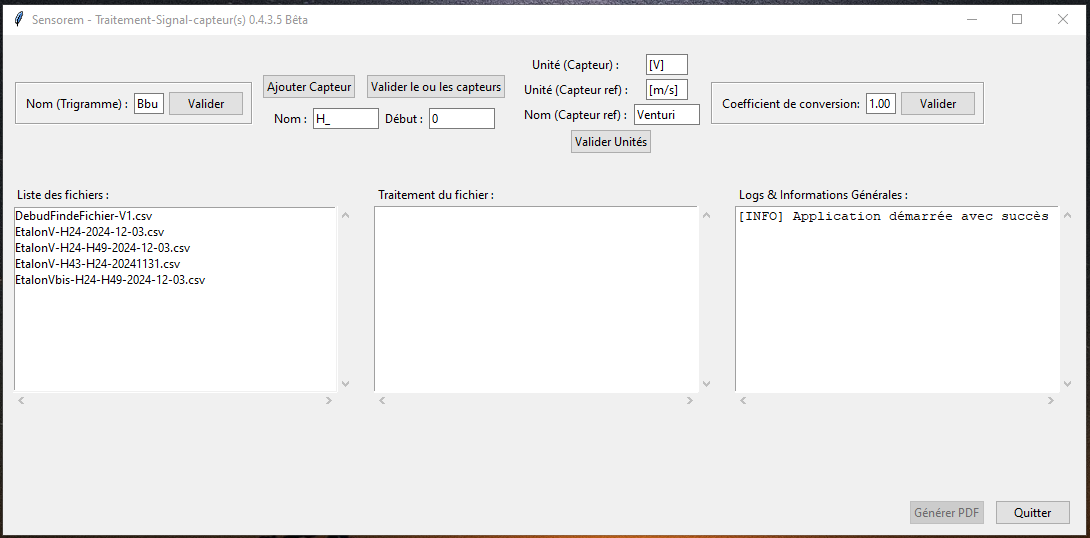 Sensorem - Traitement-Signal-capteur(s) 0.4.3.5 Bêta
Unité (Capteur) : [V]
Ajouter Capteur Valider le ou les capteurs
Unité (Capteur ref) : [m/s]
Nom (Trigramme) : Bbu Valider
Coefficient de conversion: 1.00 Valider
Nom : H_ Début : 0
Nom (Capteur ref) : Venturi
Valider Unités
Liste des fichiers :
DebudFindeFichier-V1.csv
EtalonV-H24-2024-12-03.csv
EtalonV-H24-H49-2024-12-03.csv
EtalonV-H43-H24-20241131.csv
EtalonVbis-H24-H49-2024-12-03.csv
Traitement du fichier :
Logs & Informations Générales :
[INFO] Application démarrée avec succès
Générer PDF Quitter